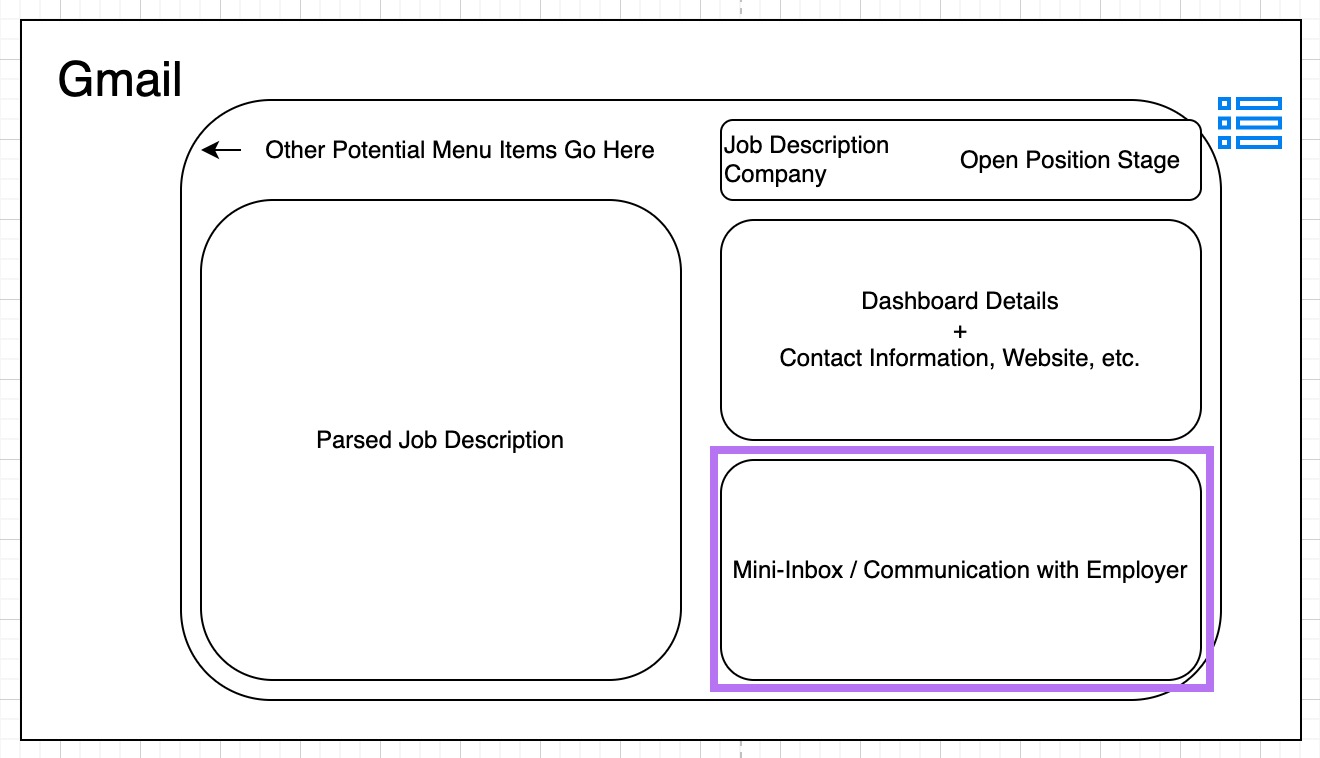 Gmail
Other Potential Menu Items Go Here
Job Description
Company
Open Position Stage
Parsed Job Description
Dashboard Details
+
Contact Information, Website, etc.
Mini-Inbox / Communication with Employer